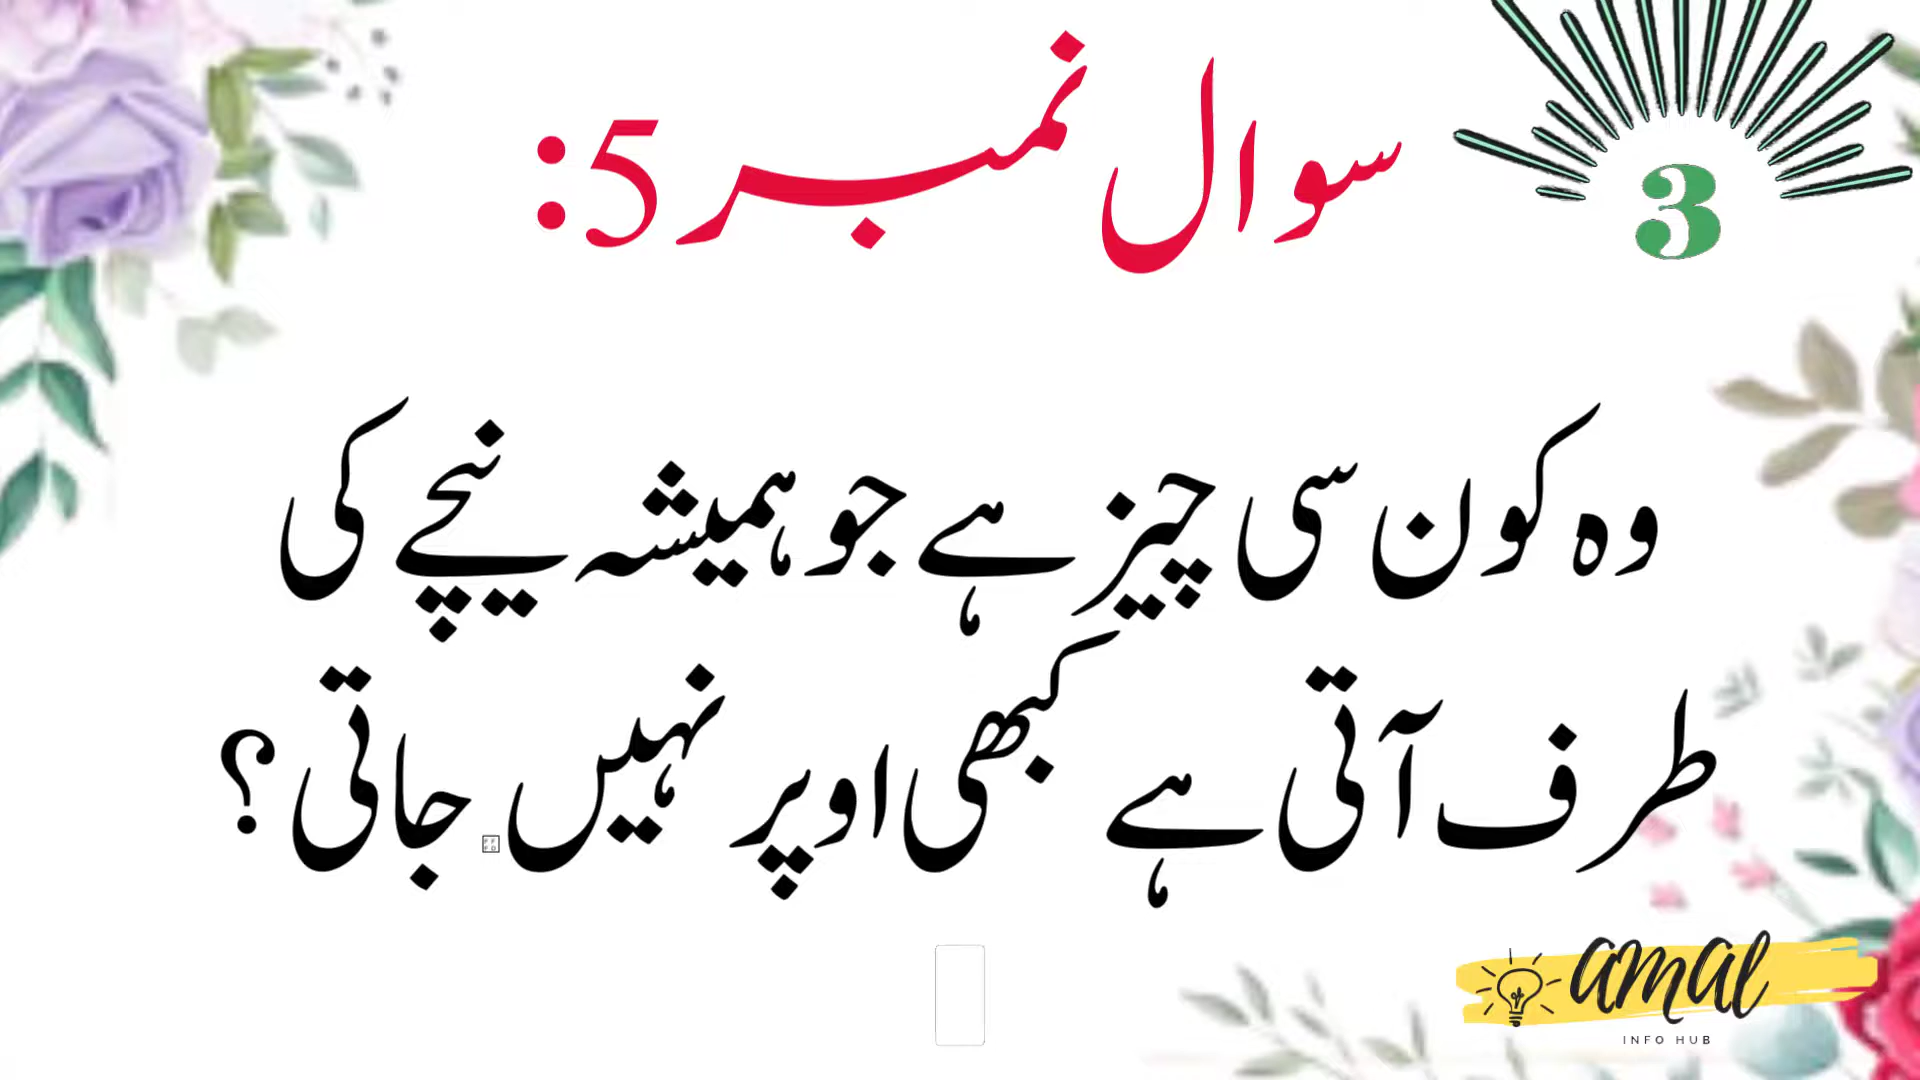 سوال نمبر 5:
3
وہ کون سی چیز ہے جو ہمیشہ نیچے کی
طرف آتی ہے کبھی اوپر نہیں جاتی؟
amal
INFO HUB